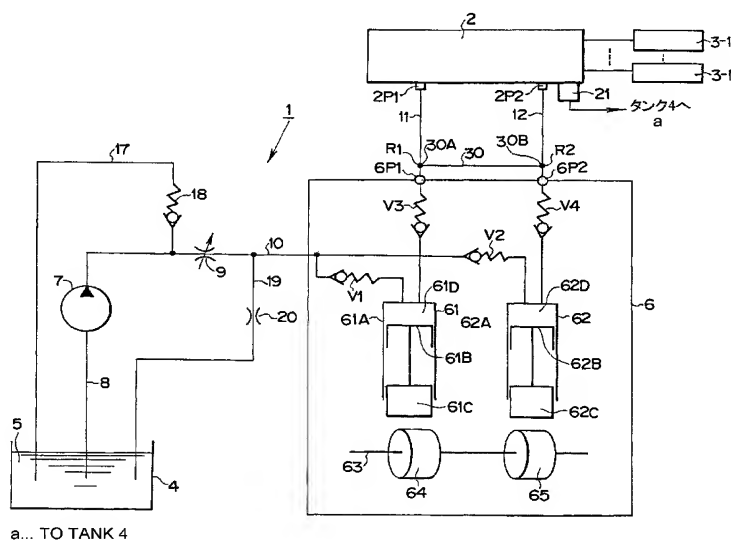 2
3-1
3-1
2P1
2P2
21
タンク4へ
a
11
12
1
17
30A
30
30B
R1
R2
6P1
6P2
18
V3
V4
10
V2
7
9
19
V1
61D
62D
6
20
61A
61
62A
62
61B
62B
8
61C
62C
5
63
4
64
65
a... TO TANK 4